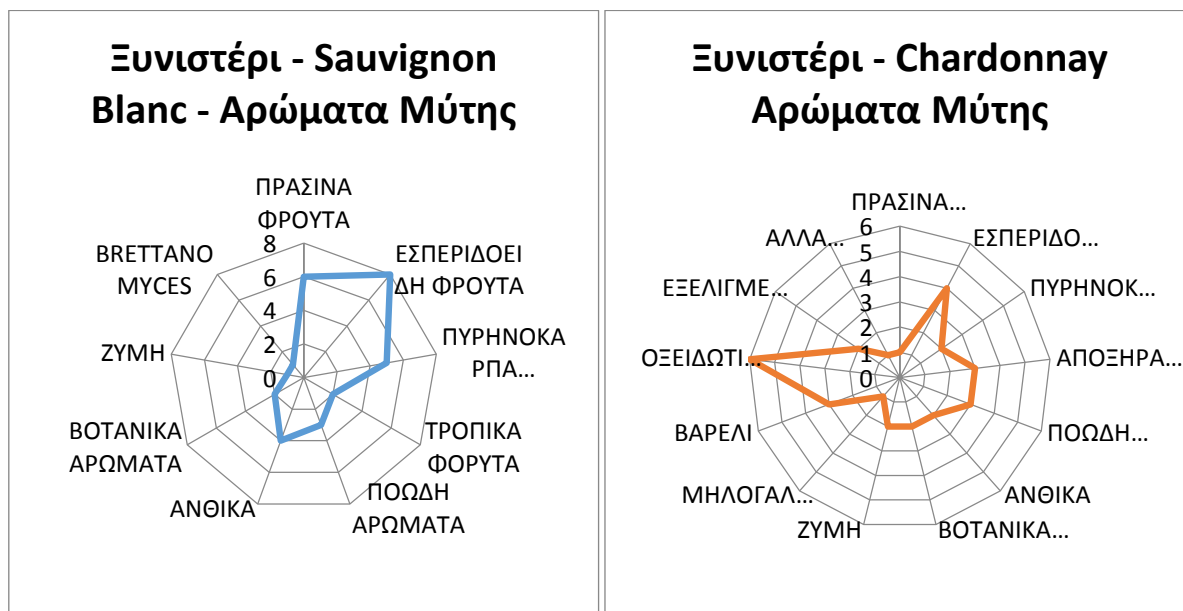 Ξυνιστέρι - Sauvignon
Blanc - Αρώματα Μύτης
ΠΡΑΣΙΝΑ
ΦΡΟΥΤΑ
ΕΣΠΕΡΙΔΟΕΙ
ΔΗ ΦΡΟΥΤΑ
ΠΥΡΗΝΟΚΑ
ΡΠΑ...
ΤΡΟΠΙΚΑ
ΦΟΡΥΤΑ
ΠΟΩΔΗ
ΑΡΩΜΑΤΑ
ΑΝΘΙΚΑ
ΒΟΤΑΝΙΚΑ
ΑΡΩΜΑΤΑ
ΖΥΜΗ
BRETTANO
MYCES
8
6
4
2
0
Ξυνιστέρι - Chardonnay
Αρώματα Μύτης
ΠΡΑΣΙΝΑ...
ΕΣΠΕΡΙΔΟ...
ΠΥΡΗΝΟΚ...
ΑΠΟΞΗΡΑ...
ΠΟΩΔΗ...
ΑΝΘΙΚΑ
ΒΟΤΑΝΙΚΑ...
ΖΥΜΗ
ΜΗΛΟΓΑΛ...
ΒΑΡΕΛΙ
ΟΞΕΙΔΩΤΙ...
ΕΞΕΛΙΓΜΕ...
ΑΛΛΑ...
6
5
4
3
2
1
0